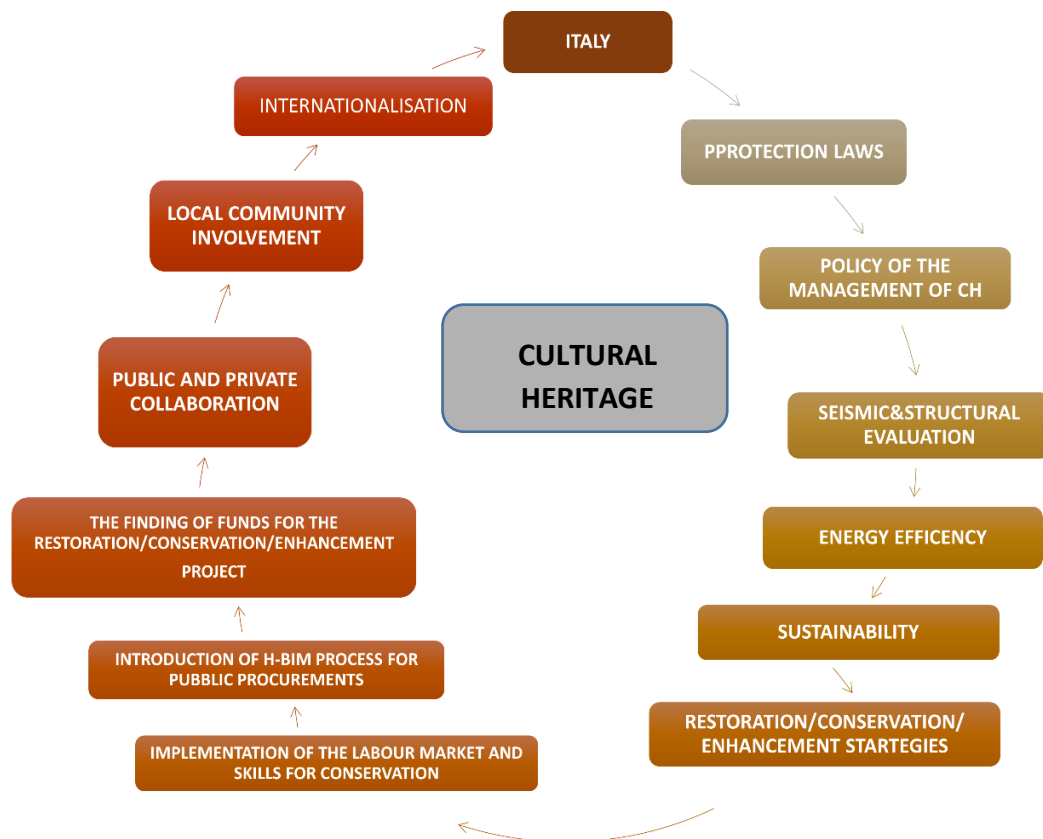 ITALY
PPROTECTION LAWS
POLICY OF THE
MANAGEMENT OF CH
SEISMIC&STRUCTURAL
EVALUATION
ENERGY EFFICENCY
SUSTAINABILITY
RESTORATION/CONSERVATION/
ENHANCEMENT STARTEGIES
IMPLEMENTATION OF THE LABOUR MARKET AND
SKILLS FOR CONSERVATION
INTRODUCTION OF H-BIM PROCESS FOR
PUBBLIC PROCUREMENTS
THE FINDING OF FUNDS FOR THE
RESTORATION/CONSERVATION/ENHANCEMENT
PROJECT
PUBLIC AND PRIVATE
COLLABORATION
LOCAL COMMUNITY
INVOLVEMENT
INTERNATIONALISATION
CULTURAL
HERITAGE